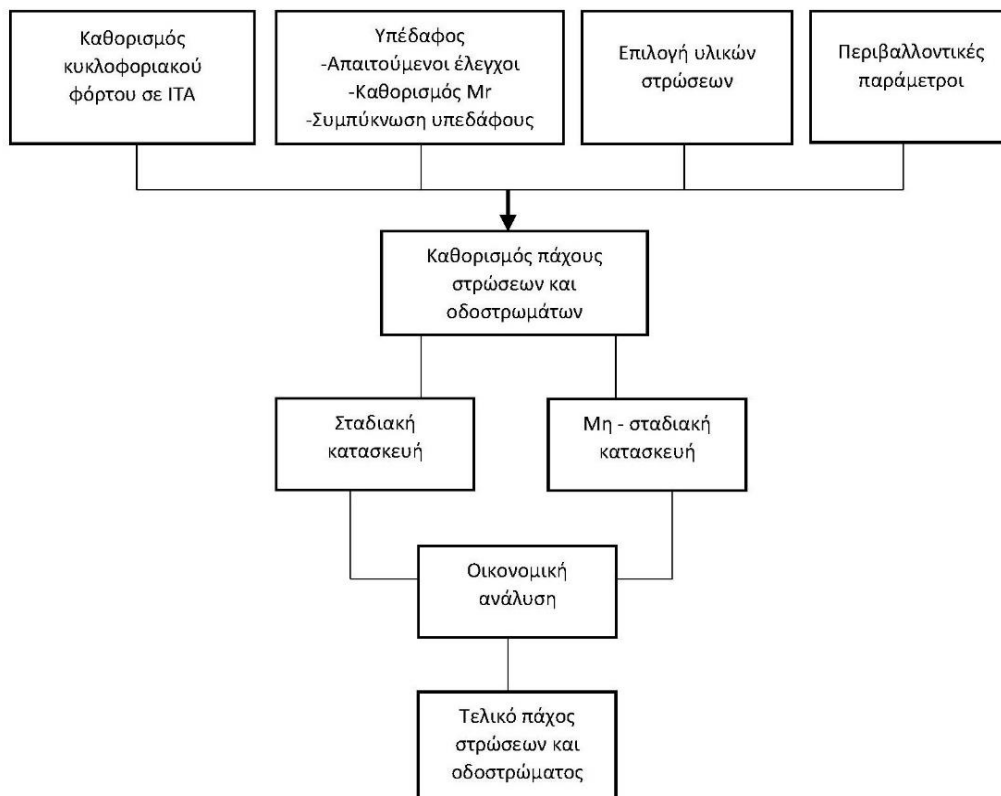 Καθορισμός
κυκλοφοριακού
φόρτου σε ΙΤΑ
Υπέδαφος
-Απαιτούμενοι έλεγχοι
-Καθορισμός Mr
-Συμπύκνωση υπεδάφους
Επιλογή υλικών
στρώσεων
Περιβαλλοντικές
παράμετροι
Καθορισμός πάχους
στρώσεων και
οδοστρωμάτων
Σταδιακή
κατασκευή
Μη - σταδιακή
κατασκευή
Οικονομική
ανάλυση
Τελικό πάχος
στρώσεων και
οδοστρώματος